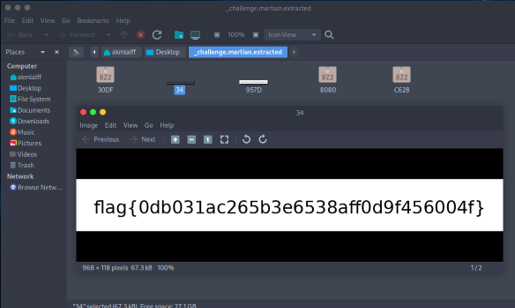 _challenge.martian.extracted
File Edit View Go Bookmarks Help
Back Forward 100% Icon View
Places akmlalff Desktop _challenge.martian.extracted
Computer
akmlalff
Desktop
File System
Documents
Downloads
Music
Pictures
Videos
Trash
Network
Browse Netw...
BZ2 BZ2 BZ2
30DF 34 957D 8080 C628
34
Image Edit View Go Help
Previous Next
flag{0db031ac265b3e6538aff0d9f456004f}
968 × 118 pixels 67.3 kB 100% 1 / 2
"34" selected (67.3 kB), Free space: 27.1 GB